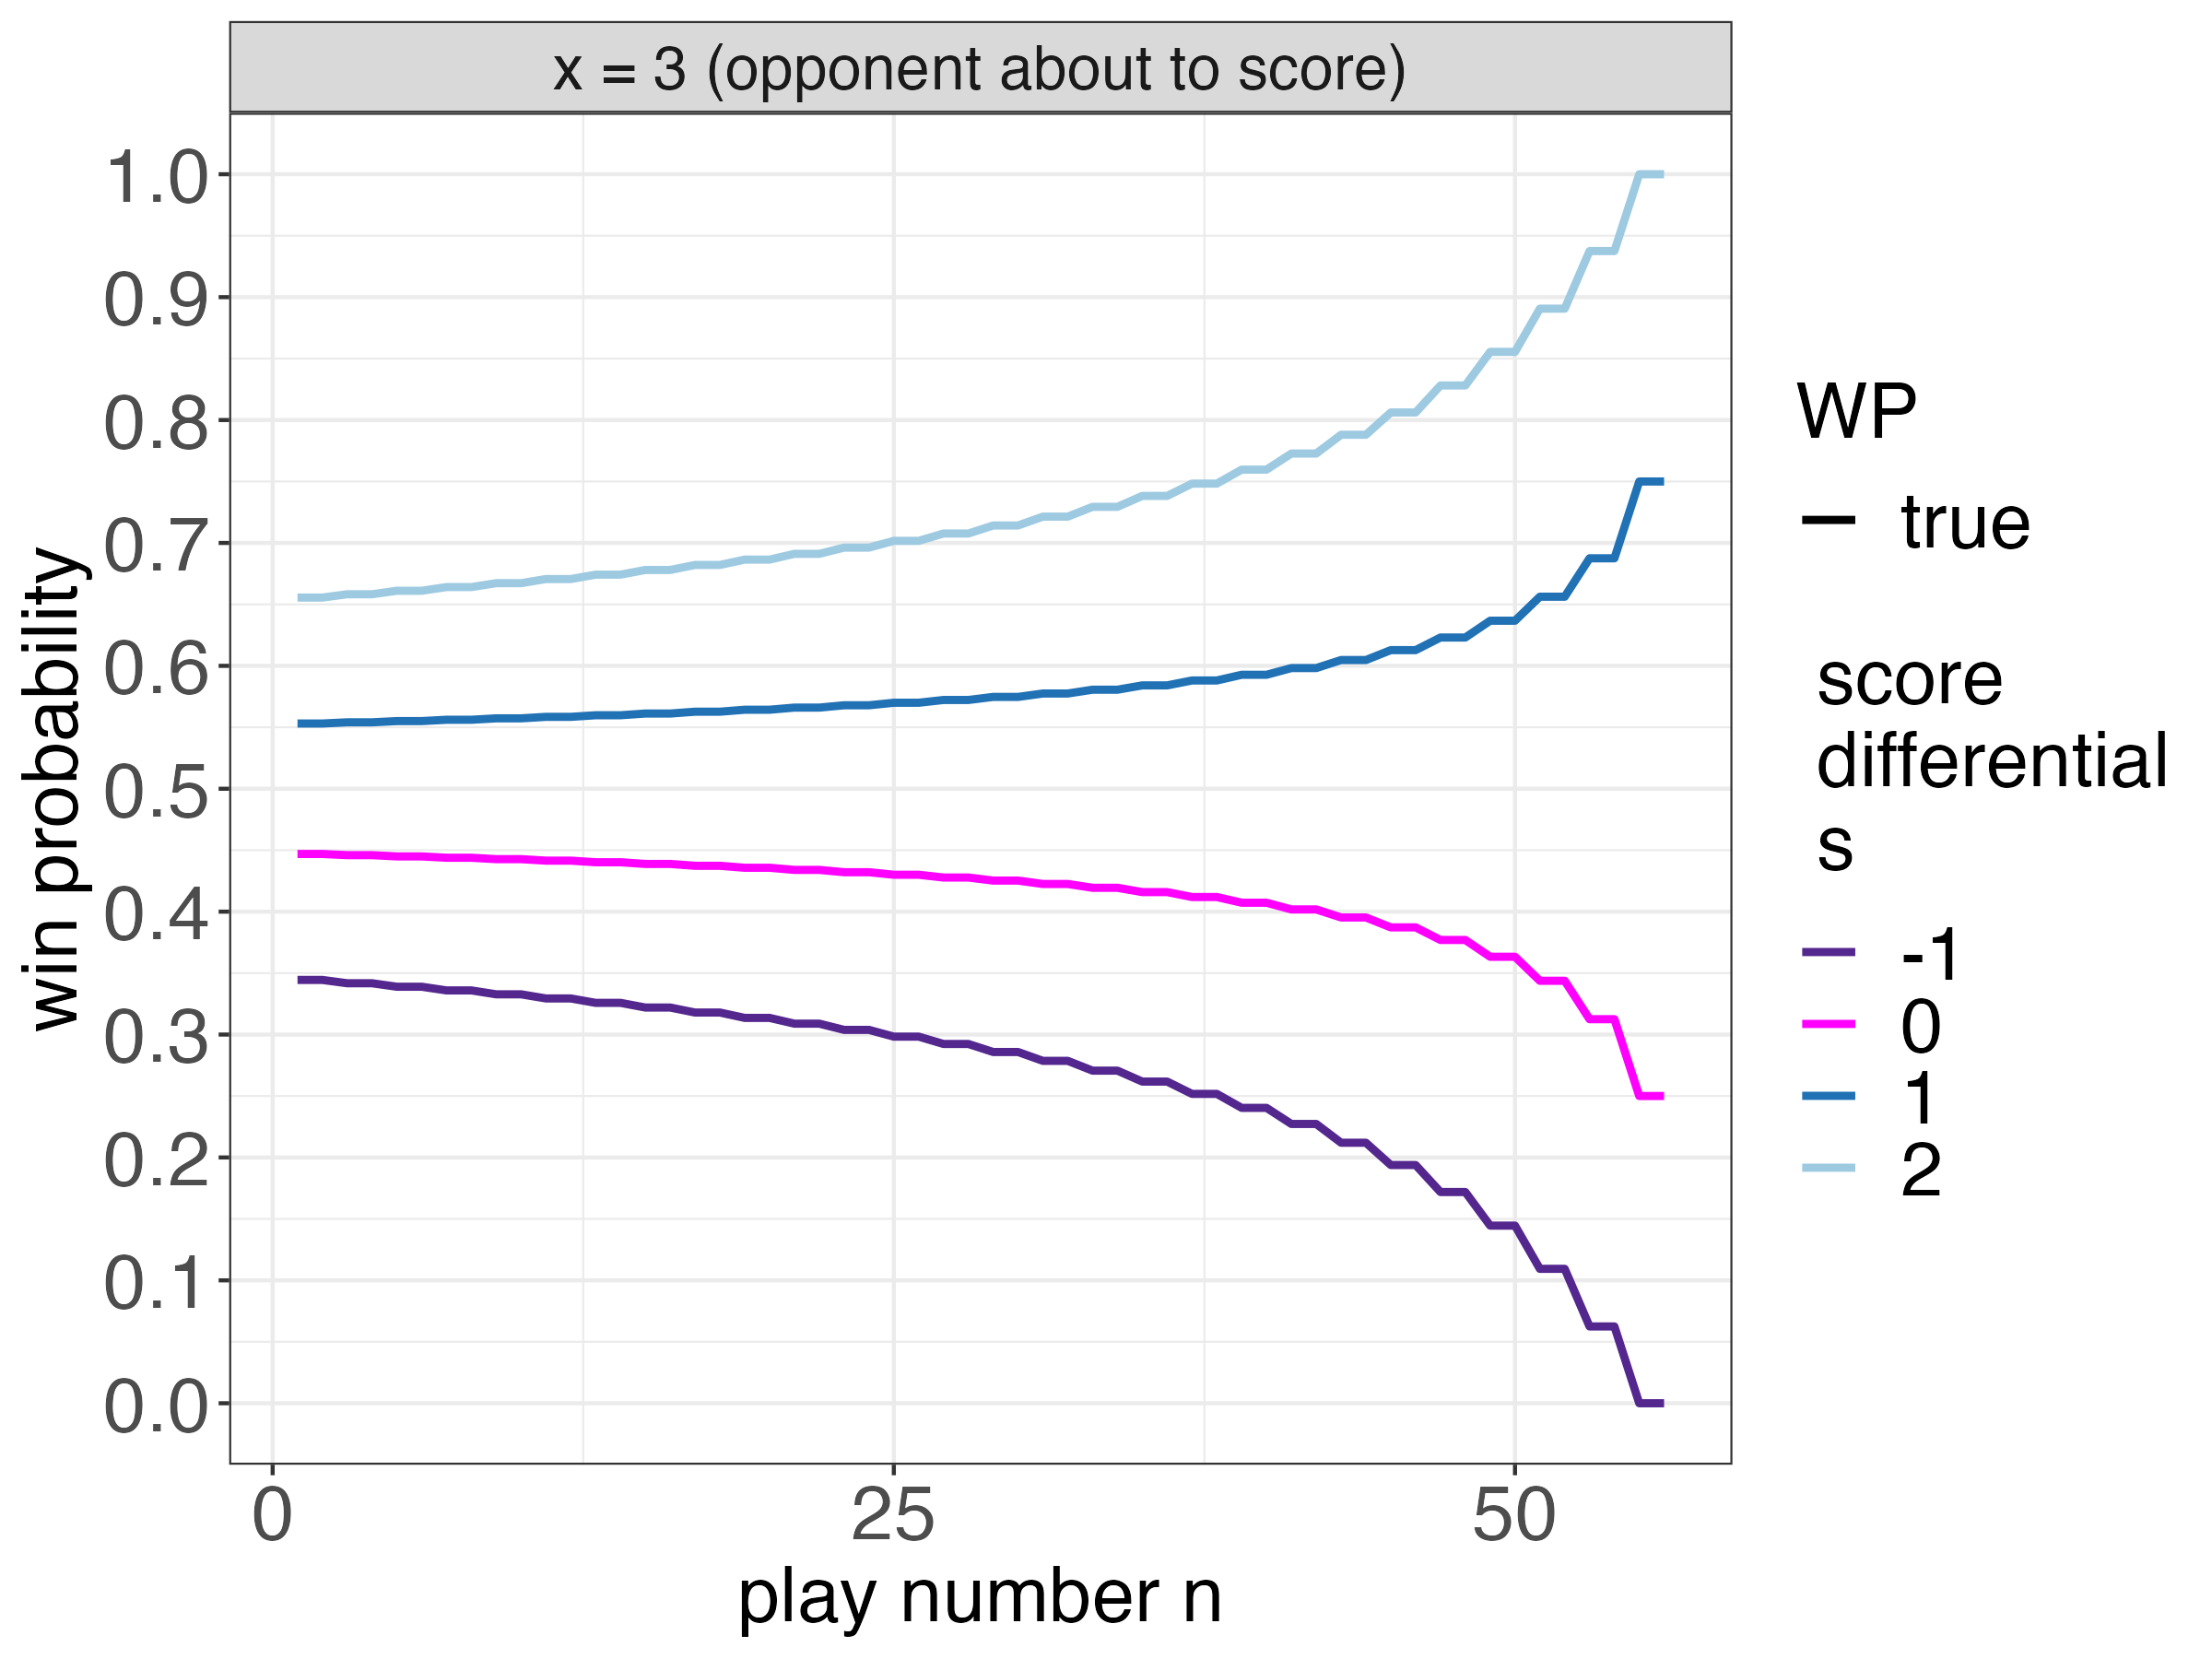 x = 3 (opponent about to score)
1.0
0.9
0.8
0.7
0.6
0.5
0.4
0.3
0.2
0.1
0.0
win probability
0 25 50
play number n
WP
true
score
differential
s
-1
0
1
2